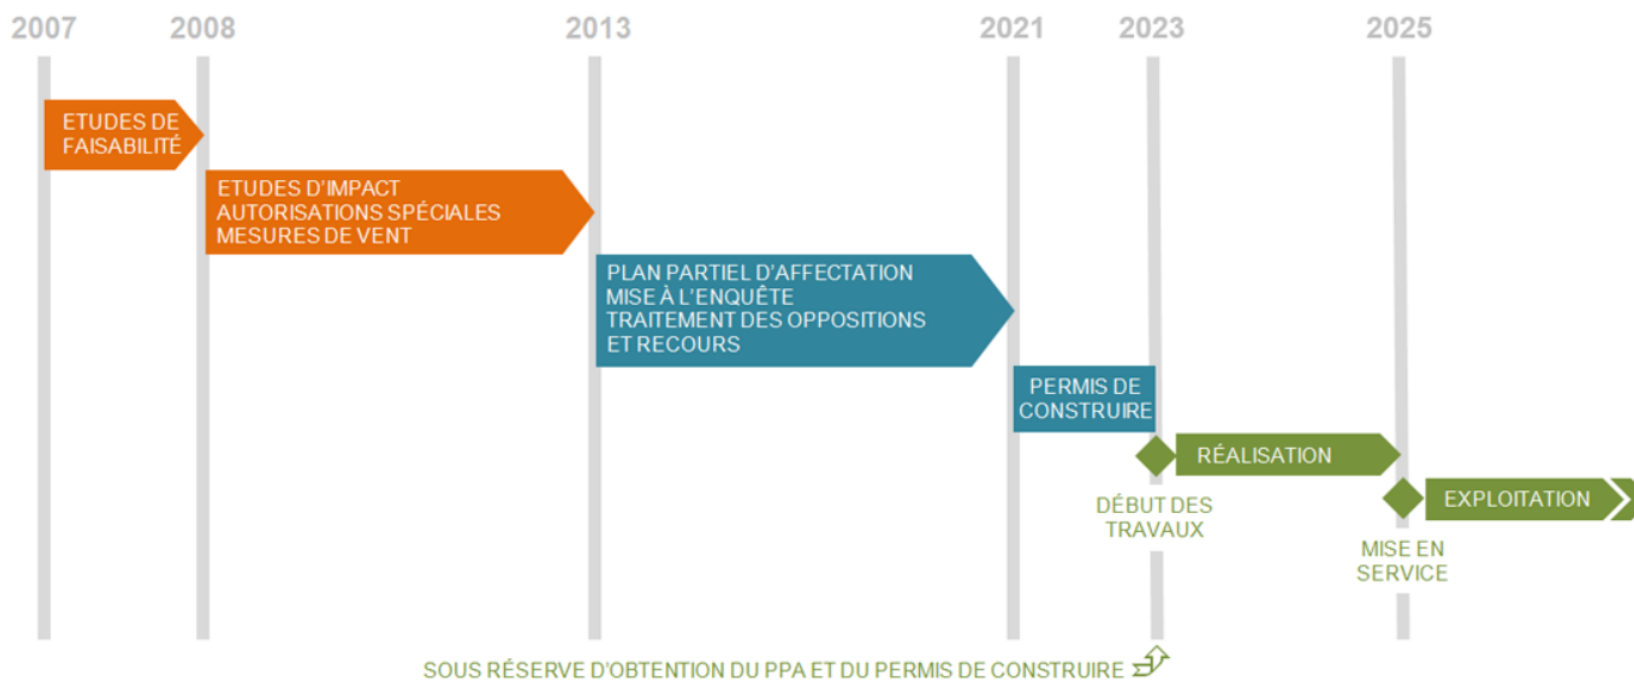 2007
2008
2013
2021
2023
2025
ETUDES DE
FAISABILITÉ
ETUDES D'IMPACT
AUTORISATIONS SPÉCIALES
MESURES DE VENT
PLAN PARTIEL D'AFFECTATION
MISE À L'ENQUÊTE
TRAITEMENT DES OPPOSITIONS
ET RECOURS
PERMIS DE
CONSTRUIRE
RÉALISATION
DÉBUT DES
TRAVAUX
EXPLOITATION
MISE EN
SERVICE
SOUS RÉSERVE D'OBTENTION DU PPA ET DU PERMIS DE CONSTRUIRE